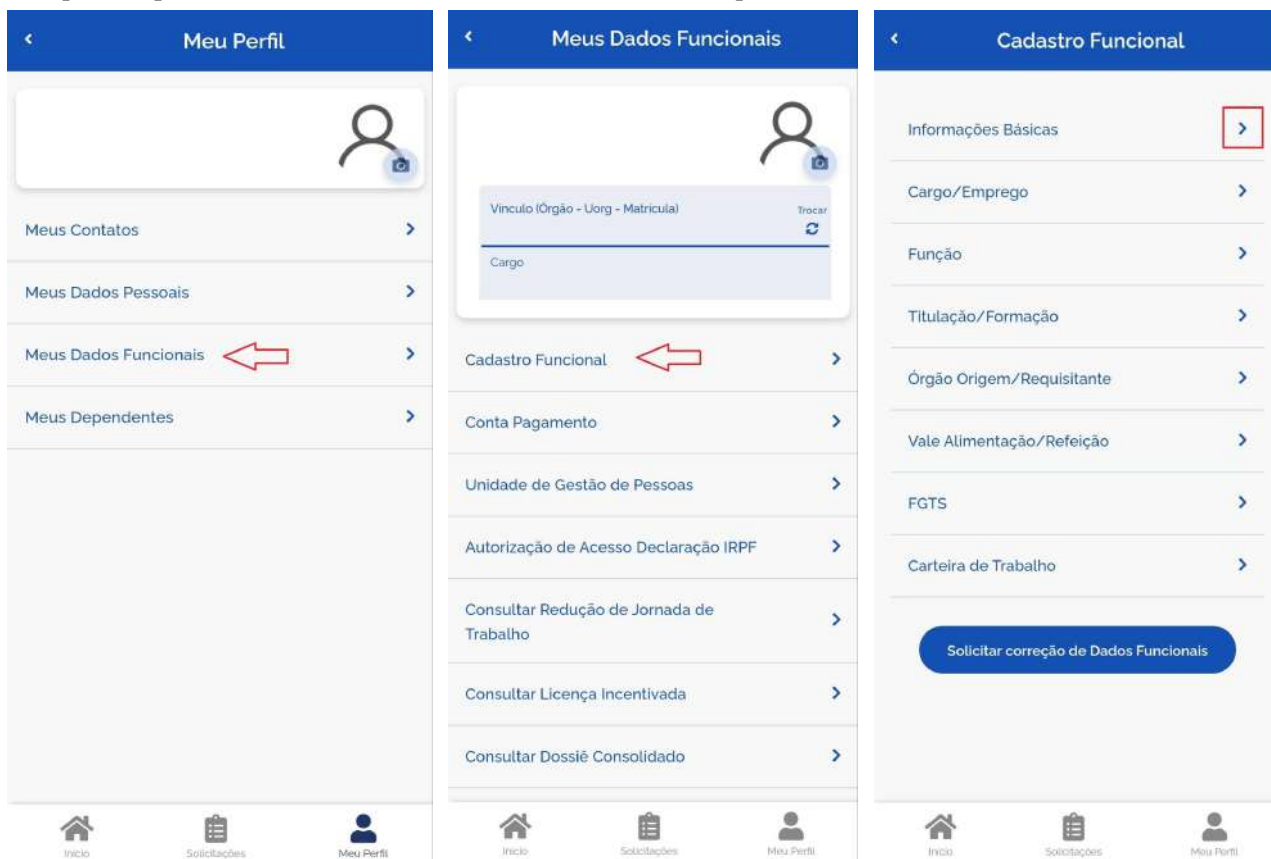 Meu Perfil
Meus Contatos
Meus Dados Pessoais
Meus Dados Funcionais
Meus Dependentes
Início
Solicitações
Meu Perfil
Meus Dados Funcionais
Vínculo (Órgão - Uorg - Matrícula)
Trocar
Cargo
Cadastro Funcional
Conta Pagamento
Unidade de Gestão de Pessoas
Autorização de Acesso Declaração IRPF
Consultar Redução de Jornada de
Trabalho
Consultar Licença Incentivada
Consultar Dossiê Consolidado
Início
Solicitações
Meu Perfil
Cadastro Funcional
Informações Básicas
Cargo/Emprego
Função
Titulação/Formação
Órgão Origem/Requisitante
Vale Alimentação/Refeição
FGTS
Carteira de Trabalho
Solicitar correção de Dados Funcionais
Início
Solicitações
Meu Perfil